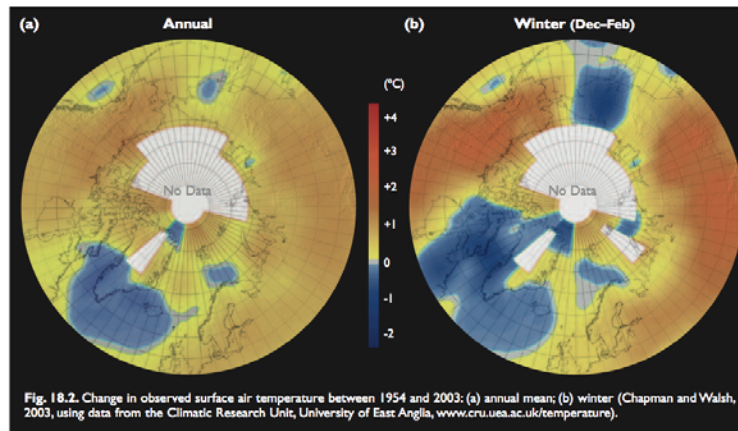 (a) Annual
(b) Winter (Dec–Feb)
(°C)
+4
+3
+2
+1
0
-1
-2
No Data
No Data
Fig. 18.2. Change in observed surface air temperature between 1954 and 2003: (a) annual mean; (b) winter (Chapman and Walsh,
2003, using data from the Climatic Research Unit, University of East Anglia, www.cru.uea.ac.uk/temperature).